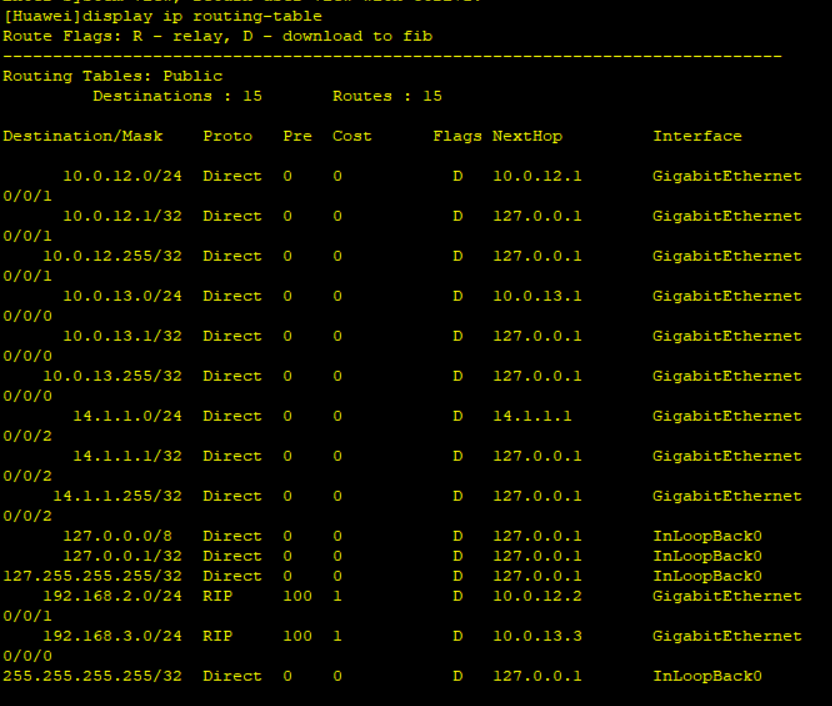 [Huawei]display ip routing-table
Route Flags: R - relay, D - download to fib
------------------------------------------------------------------------------
Routing Tables: Public
         Destinations : 15       Routes : 15

Destination/Mask    Proto   Pre  Cost      Flags NextHop         Interface

      10.0.12.0/24  Direct  0    0           D   10.0.12.1       GigabitEthernet
0/0/1
      10.0.12.1/32  Direct  0    0           D   127.0.0.1       GigabitEthernet
0/0/1
    10.0.12.255/32  Direct  0    0           D   127.0.0.1       GigabitEthernet
0/0/1
      10.0.13.0/24  Direct  0    0           D   10.0.13.1       GigabitEthernet
0/0/0
      10.0.13.1/32  Direct  0    0           D   127.0.0.1       GigabitEthernet
0/0/0
    10.0.13.255/32  Direct  0    0           D   127.0.0.1       GigabitEthernet
0/0/0
       14.1.1.0/24  Direct  0    0           D   14.1.1.1        GigabitEthernet
0/0/2
       14.1.1.1/32  Direct  0    0           D   127.0.0.1       GigabitEthernet
0/0/2
     14.1.1.255/32  Direct  0    0           D   127.0.0.1       GigabitEthernet
0/0/2
      127.0.0.0/8   Direct  0    0           D   127.0.0.1       InLoopBack0
      127.0.0.1/32  Direct  0    0           D   127.0.0.1       InLoopBack0
127.255.255.255/32  Direct  0    0           D   127.0.0.1       InLoopBack0
    192.168.2.0/24  RIP     100  1           D   10.0.12.2       GigabitEthernet
0/0/1
    192.168.3.0/24  RIP     100  1           D   10.0.13.3       GigabitEthernet
0/0/0
255.255.255.255/32  Direct  0    0           D   127.0.0.1       InLoopBack0